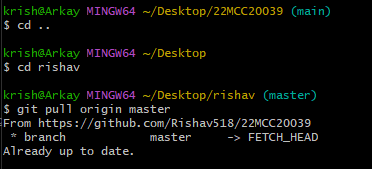 krish@Arkay MINGW64 ~/Desktop/22MCC20039 (main)
$ cd ..
krish@Arkay MINGW64 ~/Desktop
$ cd rishav
krish@Arkay MINGW64 ~/Desktop/rishav (master)
$ git pull origin master
From https://github.com/Rishav518/22MCC20039
 * branch            master     -> FETCH_HEAD
Already up to date.